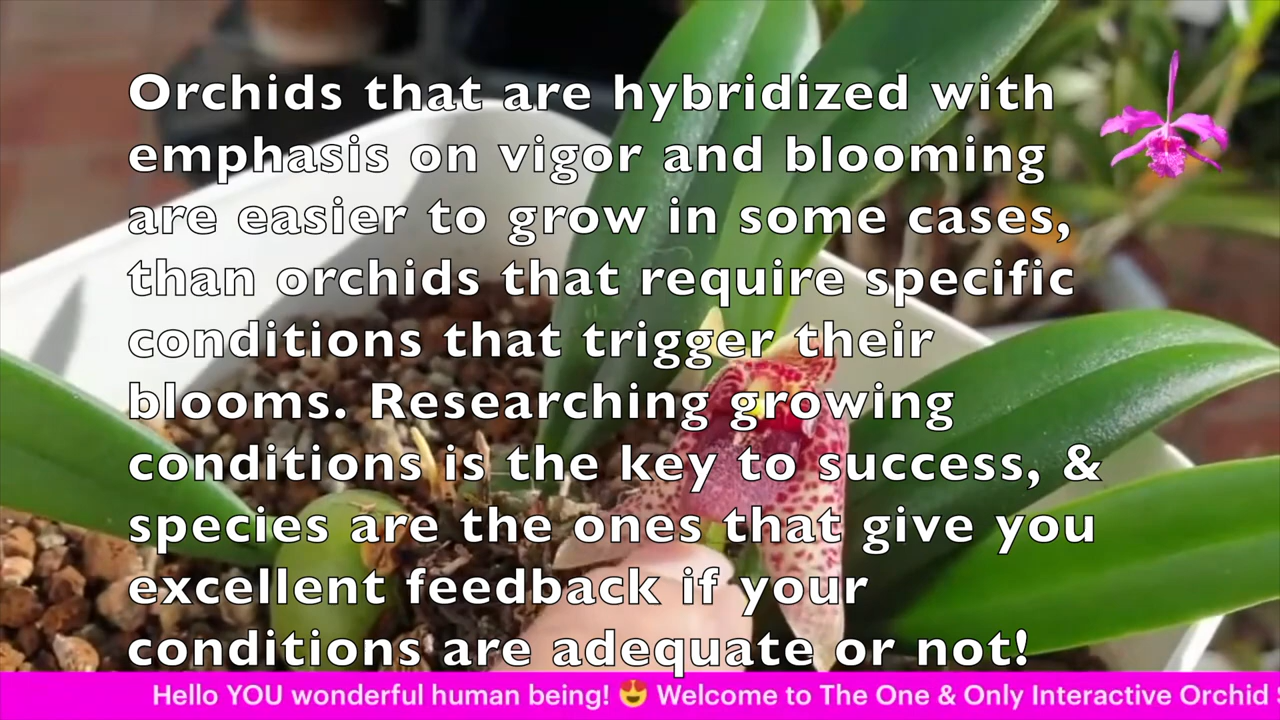 Orchids that are hybridized with
emphasis on vigor and blooming
are easier to grow in some cases,
than orchids that require specific
conditions that trigger their
blooms. Researching growing
conditions is the key to success, &
species are the ones that give you
excellent feedback if your
conditions are adequate or not!
Hello YOU wonderful human being! 😍 Welcome to The One & Only Interactive Orchid